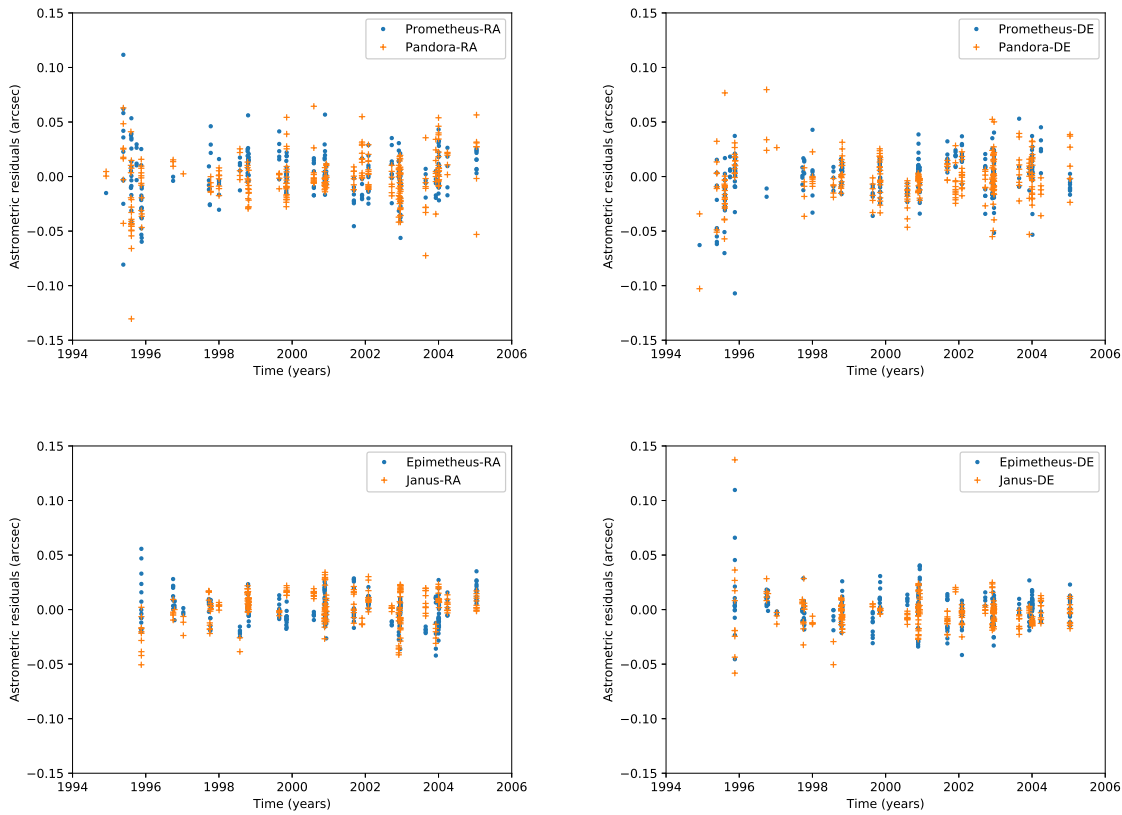 0.15
0.10
0.05
0.00
−0.05
−0.10
−0.15
Astrometric residuals (arcsec)
Prometheus-RA
Pandora-RA
1994 1996 1998 2000 2002 2004 2006
Time (years)
0.15
0.10
0.05
0.00
−0.05
−0.10
−0.15
Astrometric residuals (arcsec)
Prometheus-DE
Pandora-DE
1994 1996 1998 2000 2002 2004 2006
Time (years)
0.15
0.10
0.05
0.00
−0.05
−0.10
−0.15
Astrometric residuals (arcsec)
Epimetheus-RA
Janus-RA
1994 1996 1998 2000 2002 2004 2006
Time (years)
0.15
0.10
0.05
0.00
−0.05
−0.10
−0.15
Astrometric residuals (arcsec)
Epimetheus-DE
Janus-DE
1994 1996 1998 2000 2002 2004 2006
Time (years)